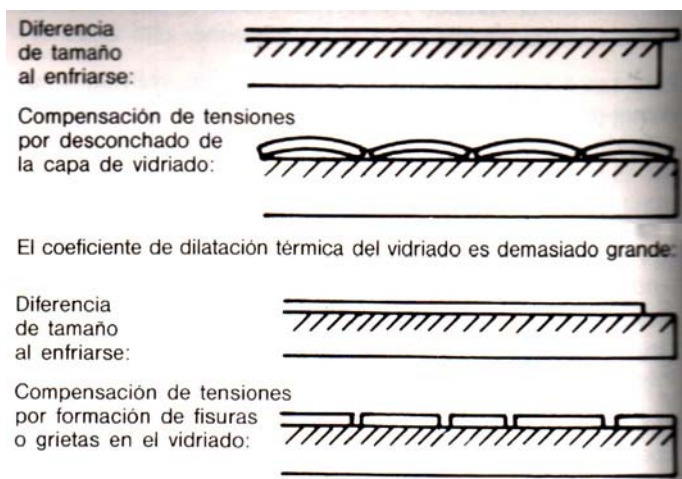 Diferencia
de tamaño
al enfriarse:
Compensación de tensiones
por desconchado de
la capa de vidriado:
El coeficiente de dilatación térmica del vidriado es demasiado grande:
Diferencia
de tamaño
al enfriarse:
Compensación de tensiones
por formación de fisuras
o grietas en el vidriado: